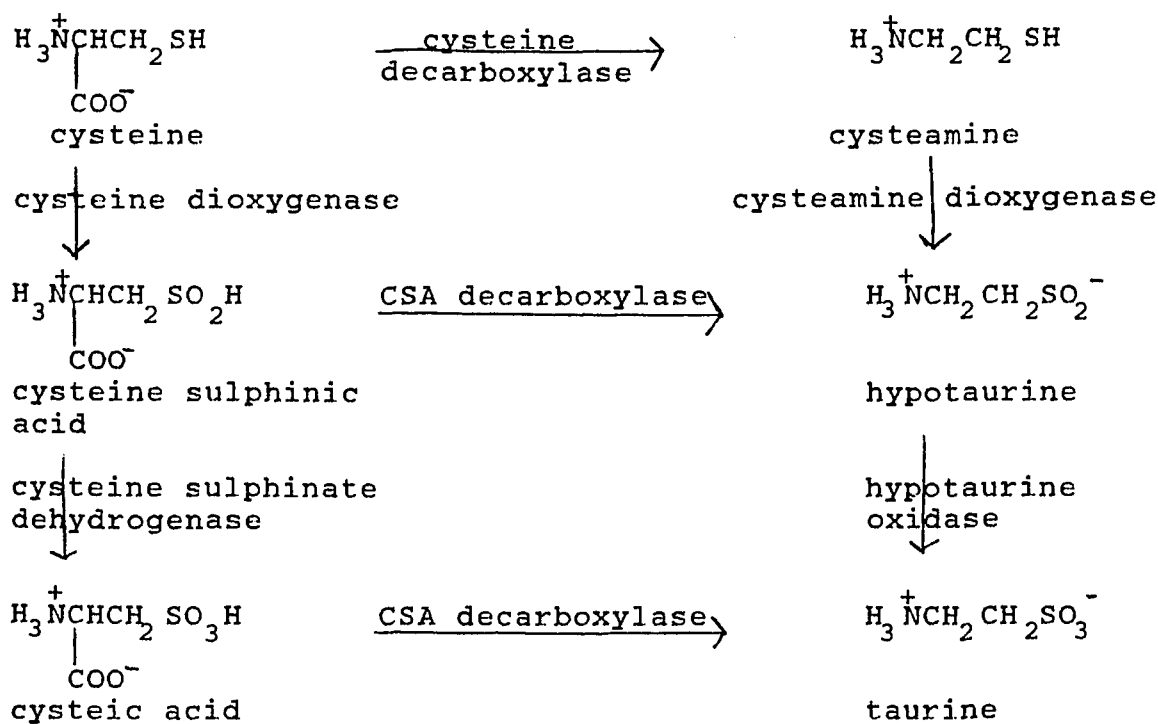 H₃N⁺CHCH₂SH cysteine decarboxylase H₃N⁺CH₂CH₂SH
COO⁻
cysteine cysteamine
cysteine dioxygenase cysteamine dioxygenase
H₃N⁺CHCH₂SO₂H CSA decarboxylase H₃N⁺CH₂CH₂SO₂⁻
COO⁻
cysteine sulphinic hypotaurine
acid
cysteine sulphinate hypotaurine
dehydrogenase oxidase
H₃N⁺CHCH₂SO₃H CSA decarboxylase H₃N⁺CH₂CH₂SO₃⁻
COO⁻
cysteic acid taurine